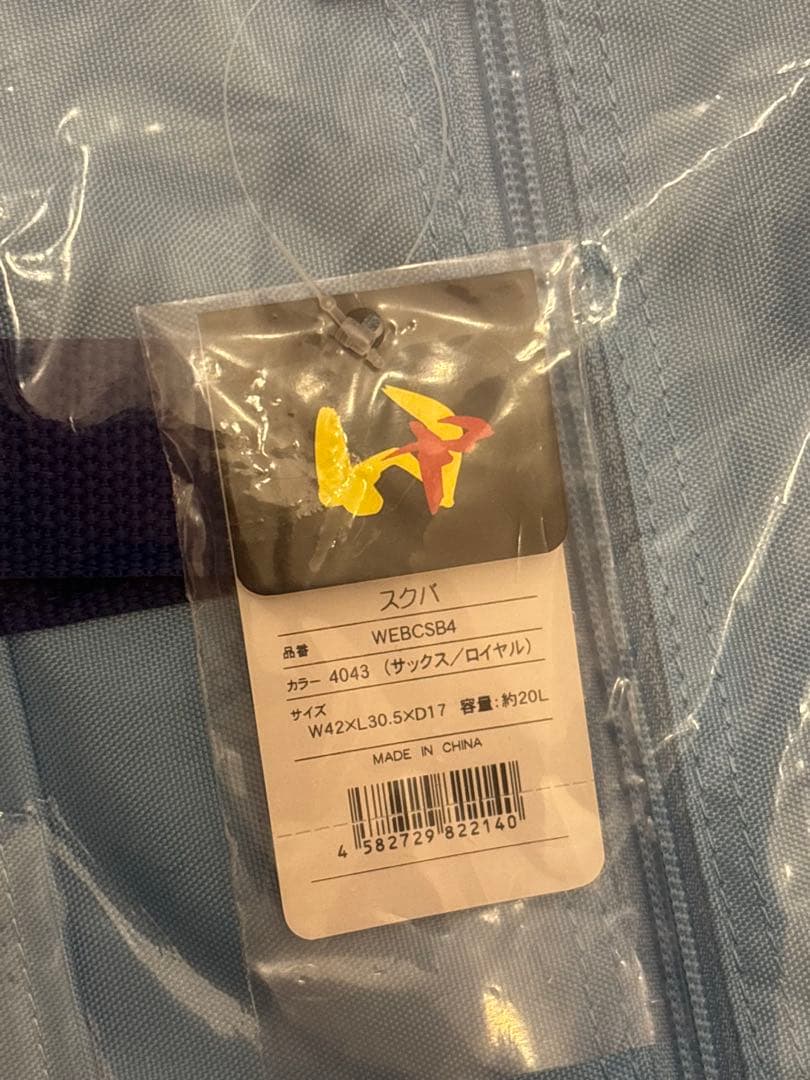 スクバ
品番 WEBCSB4
カラー 4043 (サックス/ロイヤル)
サイズ
W42×L30.5×D17 容量:約20L
MADE IN CHINA
4 582729 822140